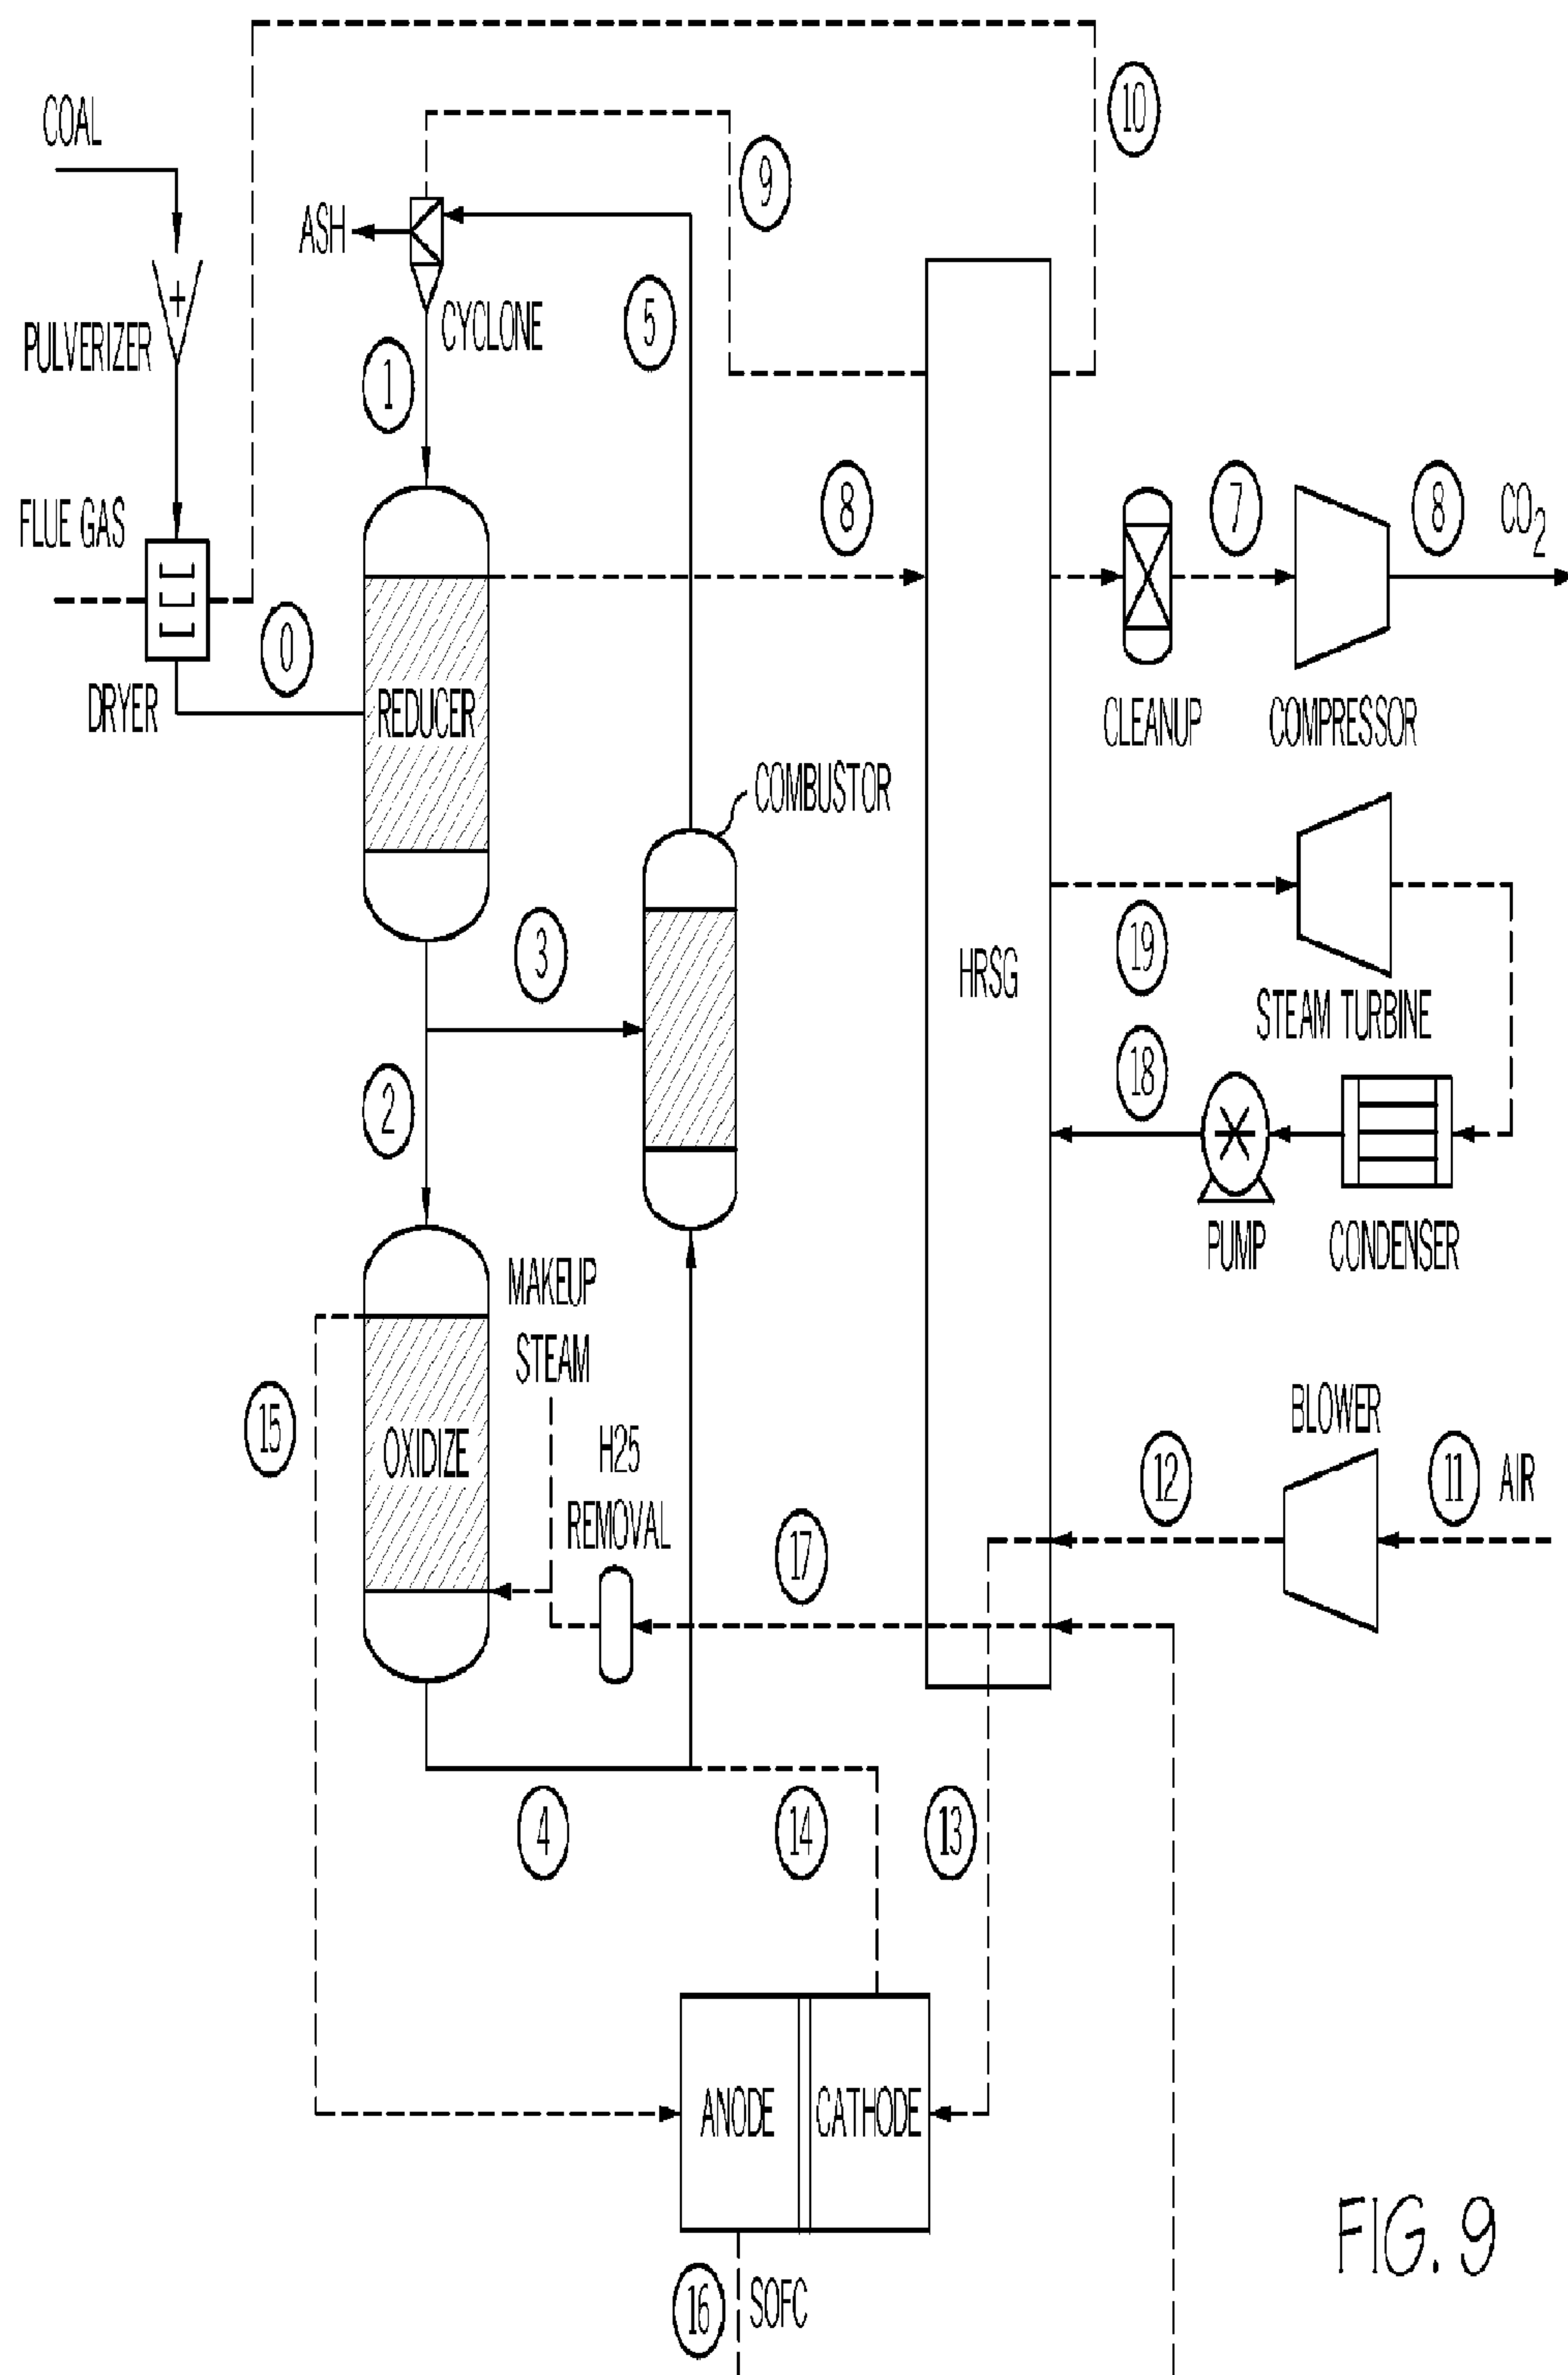 10
COAL
9
ASH
5
CYCLONE
PULVERIZER
1
FLUE GAS
8
7
8
CO2
0
DRYER
REDUCER
CLEANUP
COMPRESSOR
COMBUSTOR
3
HRSG
19
STEAM TURBINE
18
2
PUMP
CONDENSER
MAKEUP
STEAM
15
OXIDIZE
H25
REMOVAL
BLOWER
12
11
AIR
17
4
14
13
ANODE
CATHODE
16
SOFC
FIG. 9